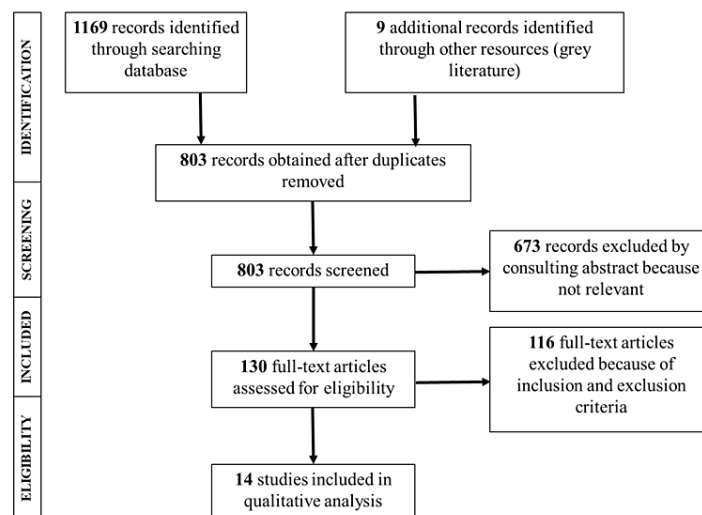 IDENTIFICATION
1169 records identified
through searching
database
9 additional records identified
through other resources (grey
literature)
803 records obtained after duplicates
removed
SCREENING
803 records screened
673 records excluded by
consulting abstract because
not relevant
INCLUDED
130 full-text articles
assessed for eligibility
116 full-text articles
excluded because of
inclusion and exclusion
criteria
ELIGIBILITY
14 studies included in
qualitative analysis